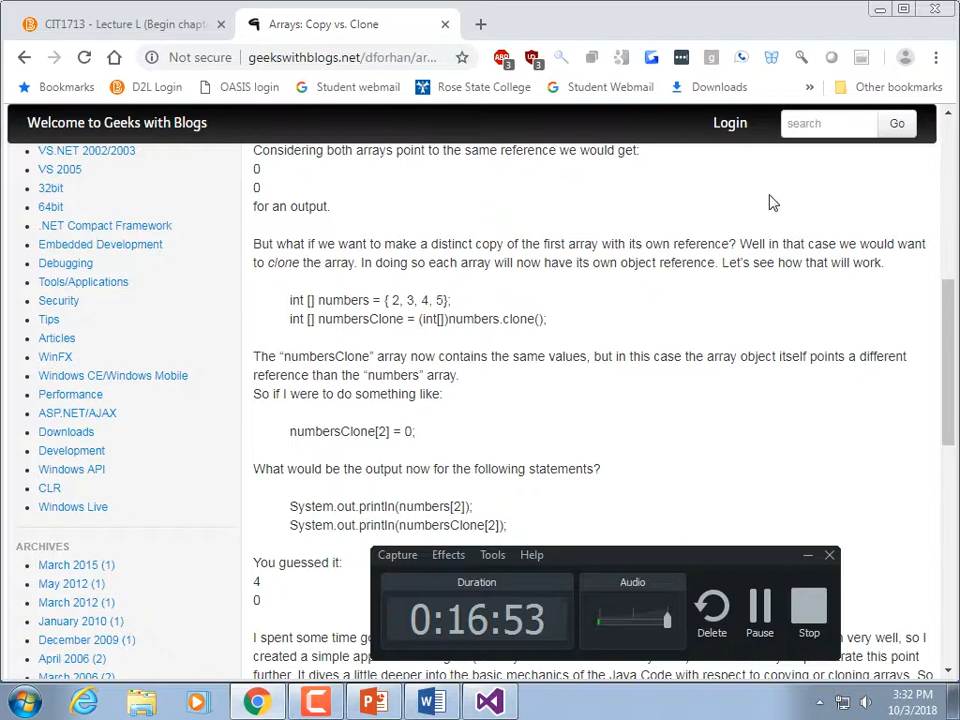 CIT1713 - Lecture L (Begin chapt
Arrays: Copy vs. Clone
Not secure
geekswithblogs.net/dforhan/ar...
ABP
3
3
g
Bookmarks
D2L Login
OASIS login
Student webmail
Rose State College
Student Webmail
Downloads
»
Other bookmarks
Welcome to Geeks with Blogs
Login
search
Go
VS.NET 2002/2003
VS 2005
32bit
64bit
.NET Compact Framework
Embedded Development
Debugging
Tools/Applications
Security
Tips
Articles
WinFX
Windows CE/Windows Mobile
Performance
ASP.NET/AJAX
Downloads
Development
Windows API
CLR
Windows Live
ARCHIVES
March 2015 (1)
May 2012 (1)
March 2012 (1)
January 2010 (1)
December 2009 (1)
April 2006 (2)
March 2006 (1)
Considering both arrays point to the same reference we would get:
0
0
for an output.
But what if we want to make a distinct copy of the first array with its own reference? Well in that case we would want
to clone the array. In doing so each array will now have its own object reference. Let's see how that will work.
int [] numbers = { 2, 3, 4, 5};
int [] numbersClone = (int[])numbers.clone();
The “numbersClone” array now contains the same values, but in this case the array object itself points a different
reference than the “numbers” array.
So if I were to do something like:
numbersClone[2] = 0;
What would be the output now for the following statements?
System.out.println(numbers[2]);
System.out.println(numbersClone[2]);
You guessed it:
4
0
I spent some time go
n very well, so I
created a simple app
rate this point
further. It dives a little deeper into the basic mechanics of the Java Code with respect to copying or cloning arrays. So
Capture
Effects
Tools
Help
Duration
0:16:53
Audio
Delete
Pause
Stop
3:32 PM
10/3/2018